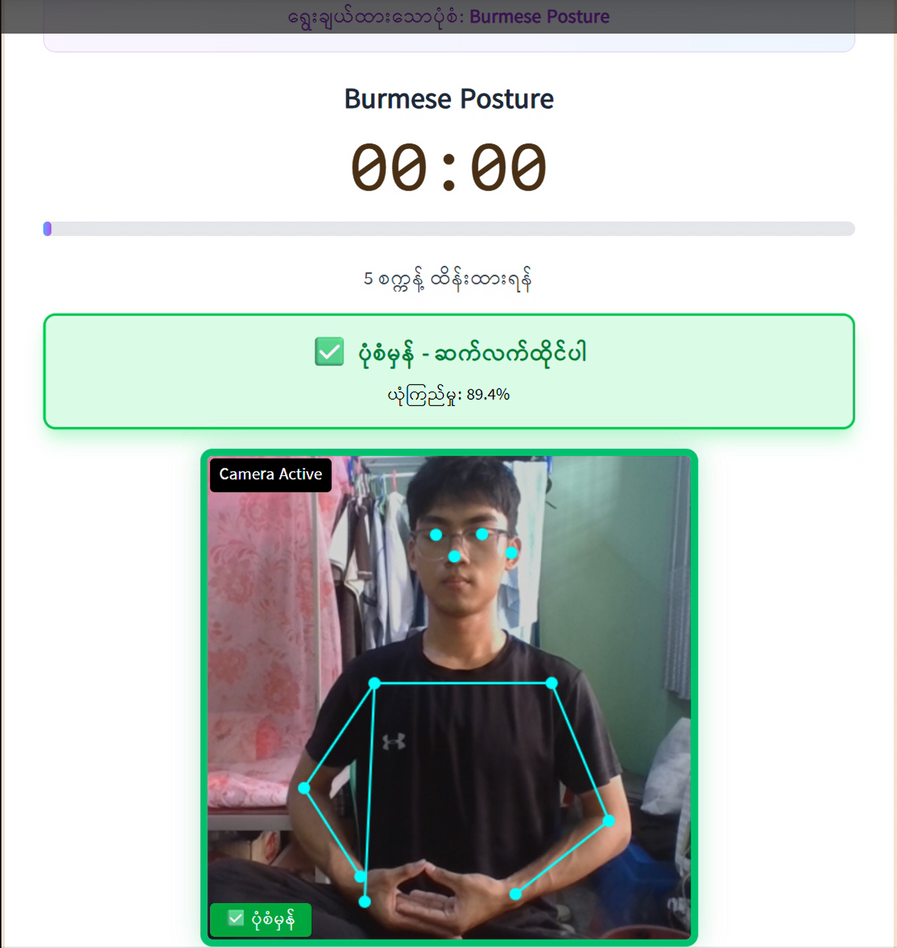 ရွေးချယ်ထားသောပုံစံ: Burmese Posture
Burmese Posture
00:00
5 စက္ကန့် ထိန်းထားရန်
✅ ပုံစံမှန် - ဆက်လက်ထိုင်ပါ
ယုံကြည်မှု: 89.4%
Camera Active
✅ ပုံစံမှန်